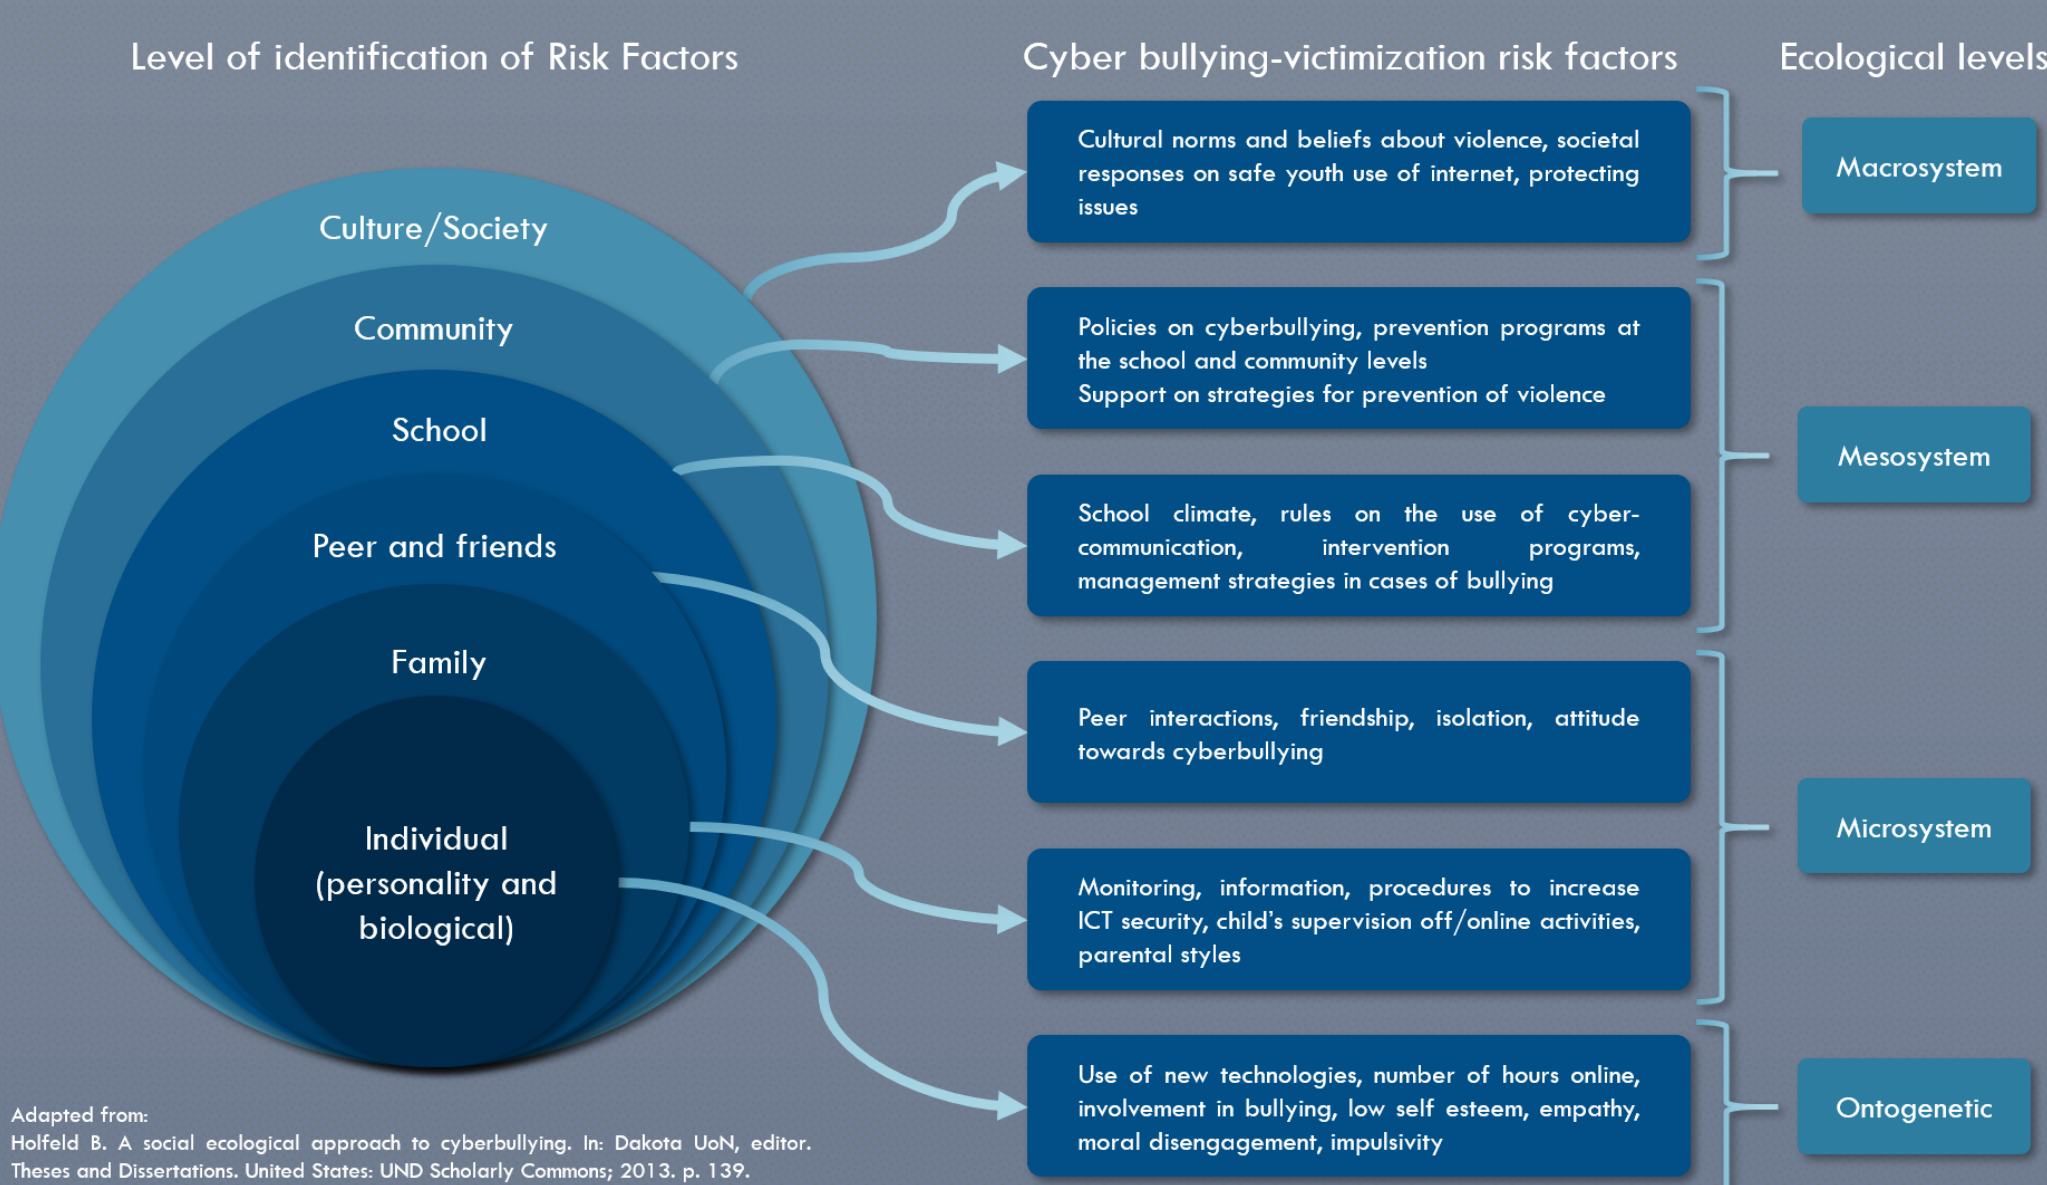 Level of identification of Risk Factors
Cyber bullying-victimization risk factors
Ecological levels
Culture/Society
Community
School
Peer and friends
Family
Individual
(personality and
biological)
Cultural norms and beliefs about violence, societal
responses on safe youth use of internet, protecting
issues
Policies on cyberbullying, prevention programs at
the school and community levels
Support on strategies for prevention of violence
School climate, rules on the use of cyber-
communication, intervention programs,
management strategies in cases of bullying
Peer interactions, friendship, isolation, attitude
towards cyberbullying
Monitoring, information, procedures to increase
ICT security, child's supervision off/online activities,
parental styles
Use of new technologies, number of hours online,
involvement in bullying, low self esteem, empathy,
moral disengagement, impulsivity
Macrosystem
Mesosystem
Microsystem
Ontogenetic
Adapted from:
Holfeld B. A social ecological approach to cyberbullying. In: Dakota UoN, editor.
Theses and Dissertations. United States: UND Scholarly Commons; 2013. p. 139.